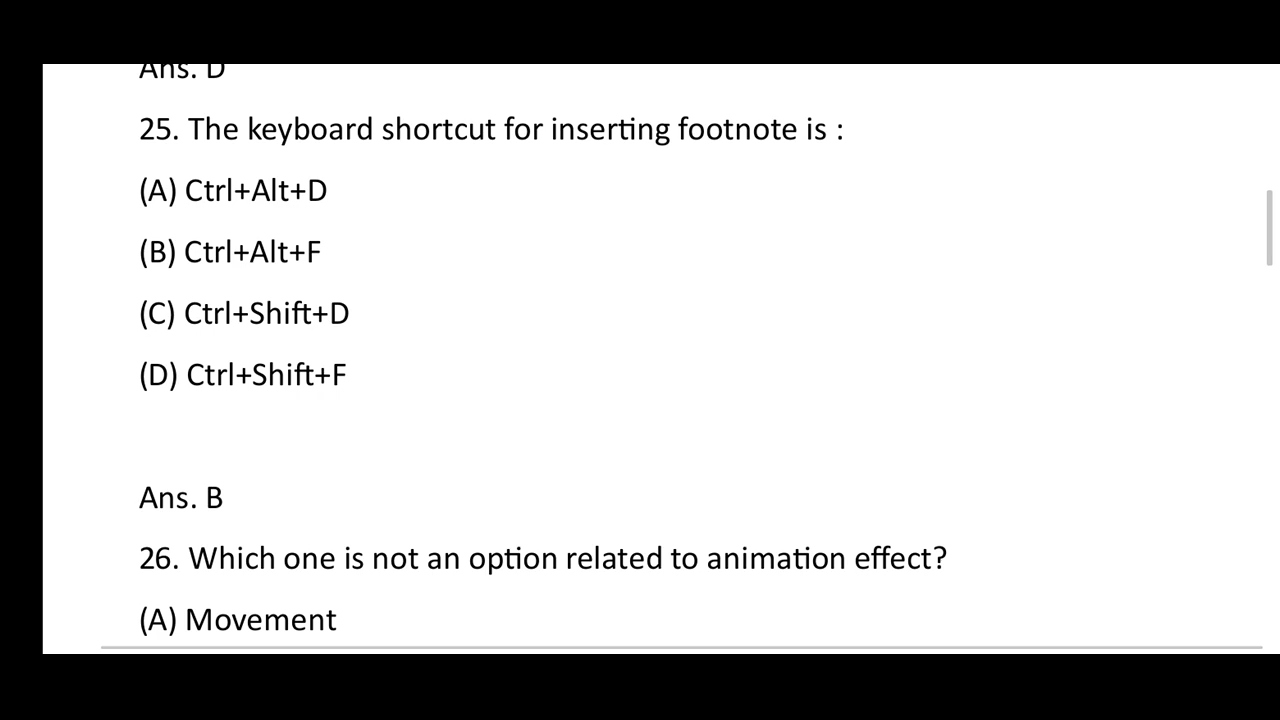 Ans. D
25. The keyboard shortcut for inserting footnote is :
(A) Ctrl+Alt+D
(B) Ctrl+Alt+F
(C) Ctrl+Shift+D
(D) Ctrl+Shift+F
Ans. B
26. Which one is not an option related to animation effect?
(A) Movement